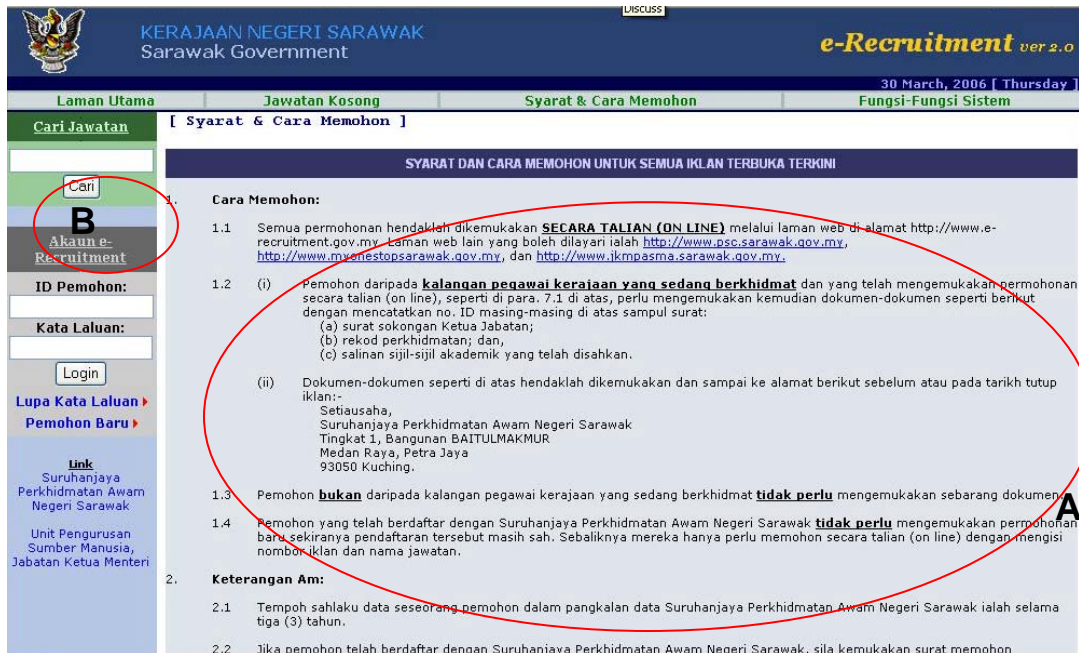 Discuss
KERAJAAN NEGERI SARAWAK
Sarawak Government
e-Recruitment ver 2.0
30 March, 2006 [ Thursday ]
Laman Utama
Jawatan Kosong
Syarat & Cara Memohon
Fungsi-Fungsi Sistem
Cari Jawatan
Cari
B
Akaun e-
Recruitment
ID Pemohon:
Kata Laluan:
Login
Lupa Kata Laluan
Pemohon Baru
Link
Suruhanjaya
Perkhidmatan Awam
Negeri Sarawak
Unit Pengurusan
Sumber Manusia,
Jabatan Ketua Menteri
[ Syarat & Cara Memohon ]
SYARAT DAN CARA MEMOHON UNTUK SEMUA IKLAN TERBUKA TERKINI
1. Cara Memohon:
1.1 Semua permohonan hendaklah dikemukakan SECARA TALIAN (ON LINE) melalui laman web di alamat http://www.e-
recruitment.gov.my. Laman web lain yang boleh dilayari ialah http://www.psc.sarawak.gov.my,
http://www.myonestopsarawak.gov.my, dan http://www.jkmpasma.sarawak.gov.my.
1.2 (i) Pemohon daripada kalangan pegawai kerajaan yang sedang berkhidmat dan yang telah mengemukakan permohonan
secara talian (on line), seperti di para. 7.1 di atas, perlu mengemukakan kemudian dokumen-dokumen seperti berikut
dengan mencatatkan no. ID masing-masing di atas sampul surat:
(a) surat sokongan Ketua Jabatan;
(b) rekod perkhidmatan; dan,
(c) salinan sijil-sijil akademik yang telah disahkan.
(ii) Dokumen-dokumen seperti di atas hendaklah dikemukakan dan sampai ke alamat berikut sebelum atau pada tarikh tutup
iklan:-
Setiausaha,
Suruhanjaya Perkhidmatan Awam Negeri Sarawak
Tingkat 1, Bangunan BAITULMAKMUR
Medan Raya, Petra Jaya
93050 Kuching.
1.3 Pemohon bukan daripada kalangan pegawai kerajaan yang sedang berkhidmat tidak perlu mengemukakan sebarang dokumen.
A
1.4 Pemohon yang telah berdaftar dengan Suruhanjaya Perkhidmatan Awam Negeri Sarawak tidak perlu mengemukakan permohonan
baru sekiranya pendaftaran tersebut masih sah. Sebaliknya mereka hanya perlu memohon secara talian (on line) dengan mengisi
nombor iklan dan nama jawatan.
2. Keterangan Am:
2.1 Tempoh sahlaku data seseorang pemohon dalam pangkalan data Suruhanjaya Perkhidmatan Awam Negeri Sarawak ialah selama
tiga (3) tahun.
2.2 Jika pemohon telah berdaftar dengan Suruhanjaya Perkhidmatan Awam Negeri Sarawak, sila kemukakan surat memohon